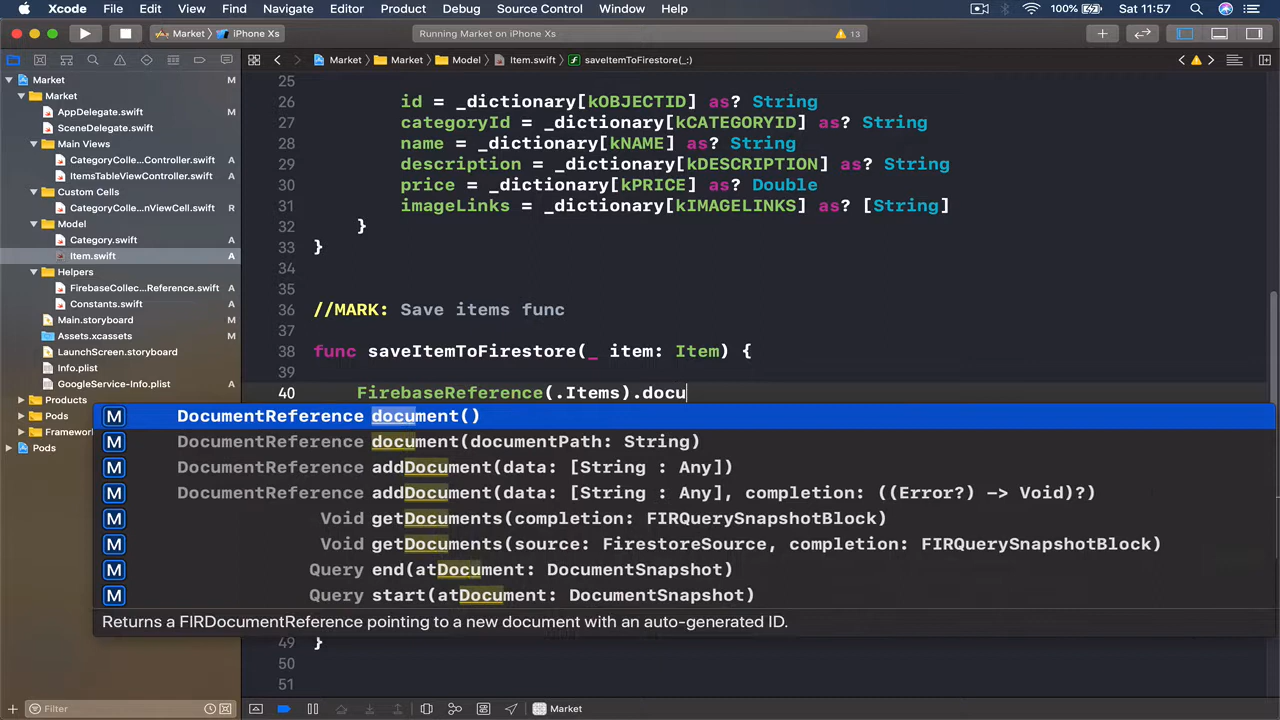 Xcode File Edit View Find Navigate Editor Product Debug Source Control Window Help 100% Sat 11:57
Market iPhone Xs Running Market on iPhone Xs 13
Market Market Model Item.swift saveItemToFirestore(_:)
Market M
Market
AppDelegate.swift M
SceneDelegate.swift
Main Views
CategoryColle...Controller.swift A
ItemsTableViewController.swift A
Custom Cells
CategoryColle...nViewCell.swift R
Model
Category.swift A
Item.swift A
Helpers
FirebaseCollec...Reference.swift A
Constants.swift A
Main.storyboard M
Assets.xcassets M
LaunchScreen.storyboard
Info.plist
GoogleService-Info.plist A
Products
Pods
Framework
Pods
25
26 id = _dictionary[kOBJECTID] as? String
27 categoryId = _dictionary[kCATEGORYID] as? String
28 name = _dictionary[kNAME] as? String
29 description = _dictionary[kDESCRIPTION] as? String
30 price = _dictionary[kPRICE] as? Double
31 imageLinks = _dictionary[kIMAGELINKS] as? [String]
32 }
33 }
34
35
36 //MARK: Save items func
37
38 func saveItemToFirestore(_ item: Item) {
39
40 FirebaseReference(.Items).docu
M DocumentReference document()
M DocumentReference document(documentPath: String)
M DocumentReference addDocument(data: [String : Any])
M DocumentReference addDocument(data: [String : Any], completion: ((Error?) -> Void)?)
M Void getDocuments(completion: FIRQuerySnapshotBlock)
M Void getDocuments(source: FirestoreSource, completion: FIRQuerySnapshotBlock)
M Query end(atDocument: DocumentSnapshot)
M Query start(atDocument: DocumentSnapshot)
Returns a FIRDocumentReference pointing to a new document with an auto-generated ID.
49 }
50
51
Filter
Market